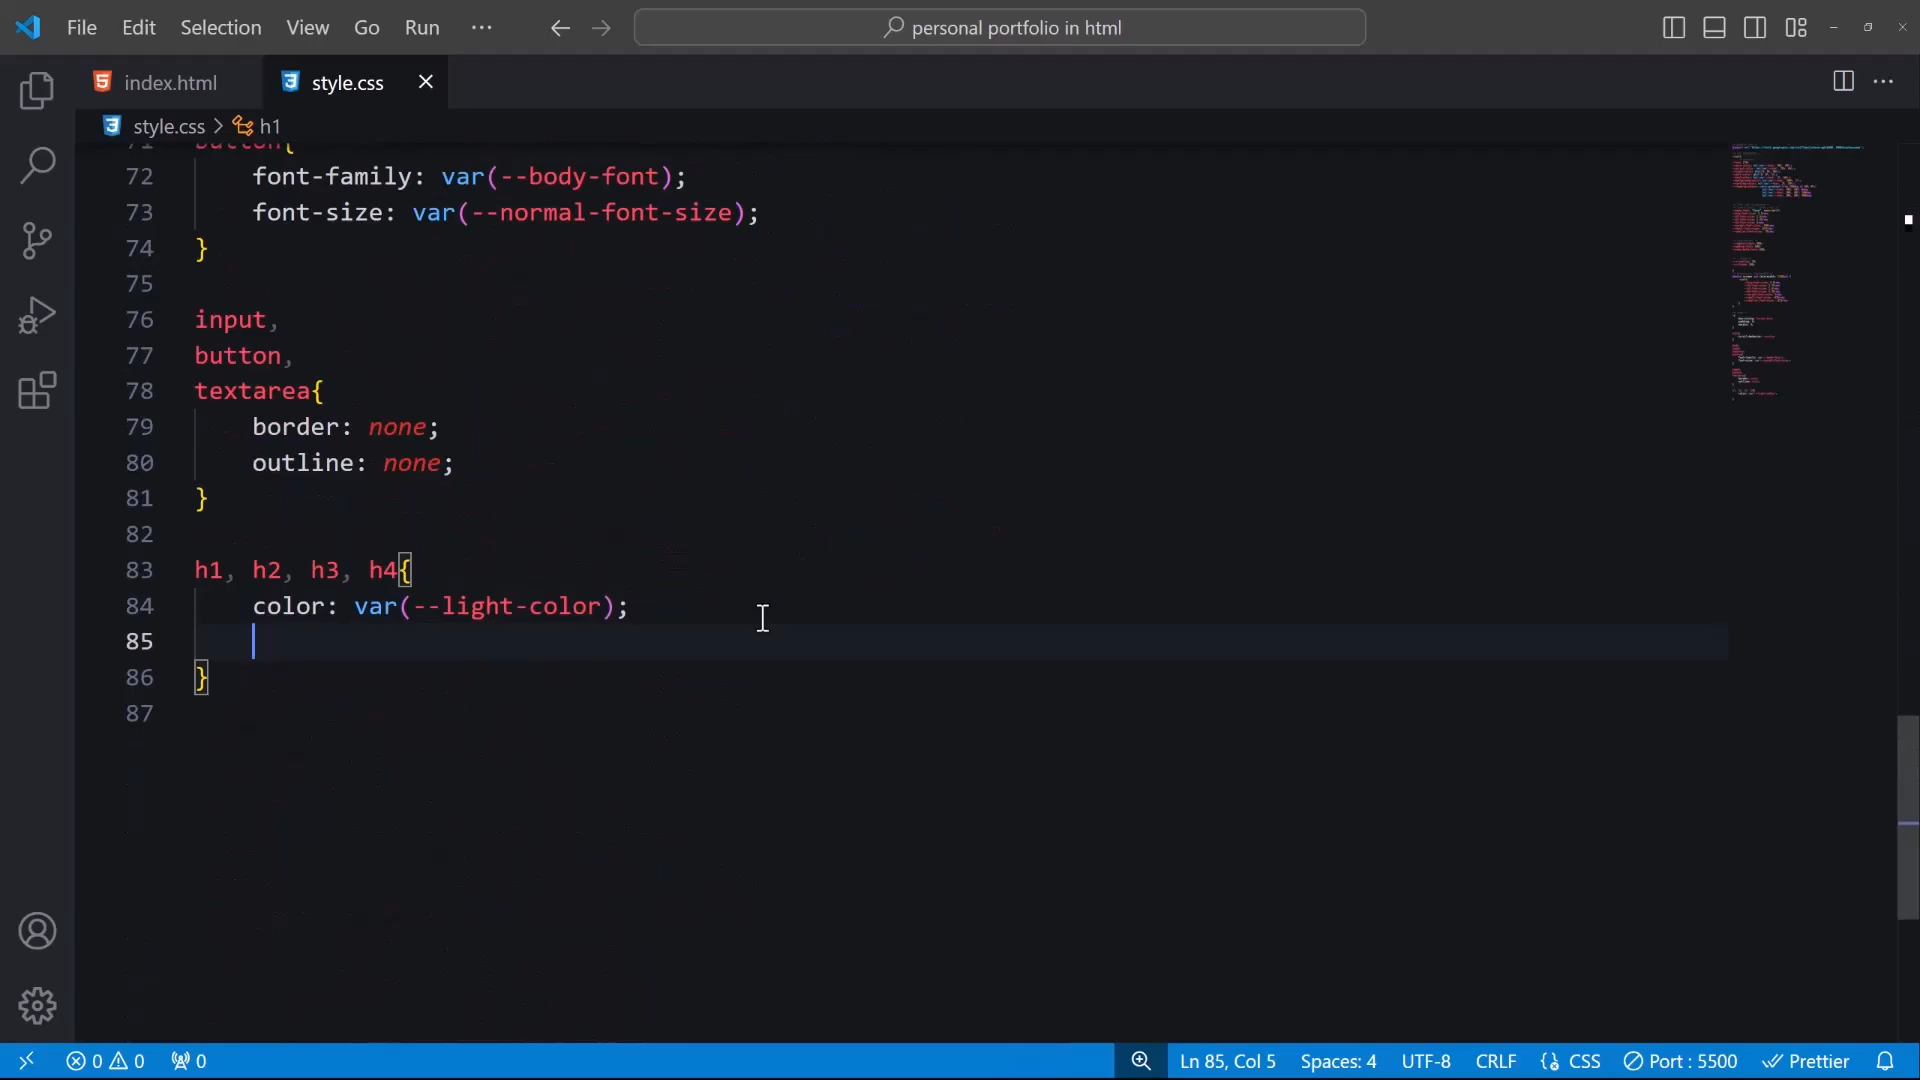 File Edit Selection View Go Run ··· personal portfolio in html
index.html style.css
style.css > h1
71 button{
72 font-family: var(--body-font);
73 font-size: var(--normal-font-size);
74 }
75
76 input,
77 button,
78 textarea{
79 border: none;
80 outline: none;
81 }
82
83 h1, h2, h3, h4{
84 color: var(--light-color);
85
86 }
87
0 0 0 Ln 85, Col 5 Spaces: 4 UTF-8 CRLF CSS Port : 5500 Prettier